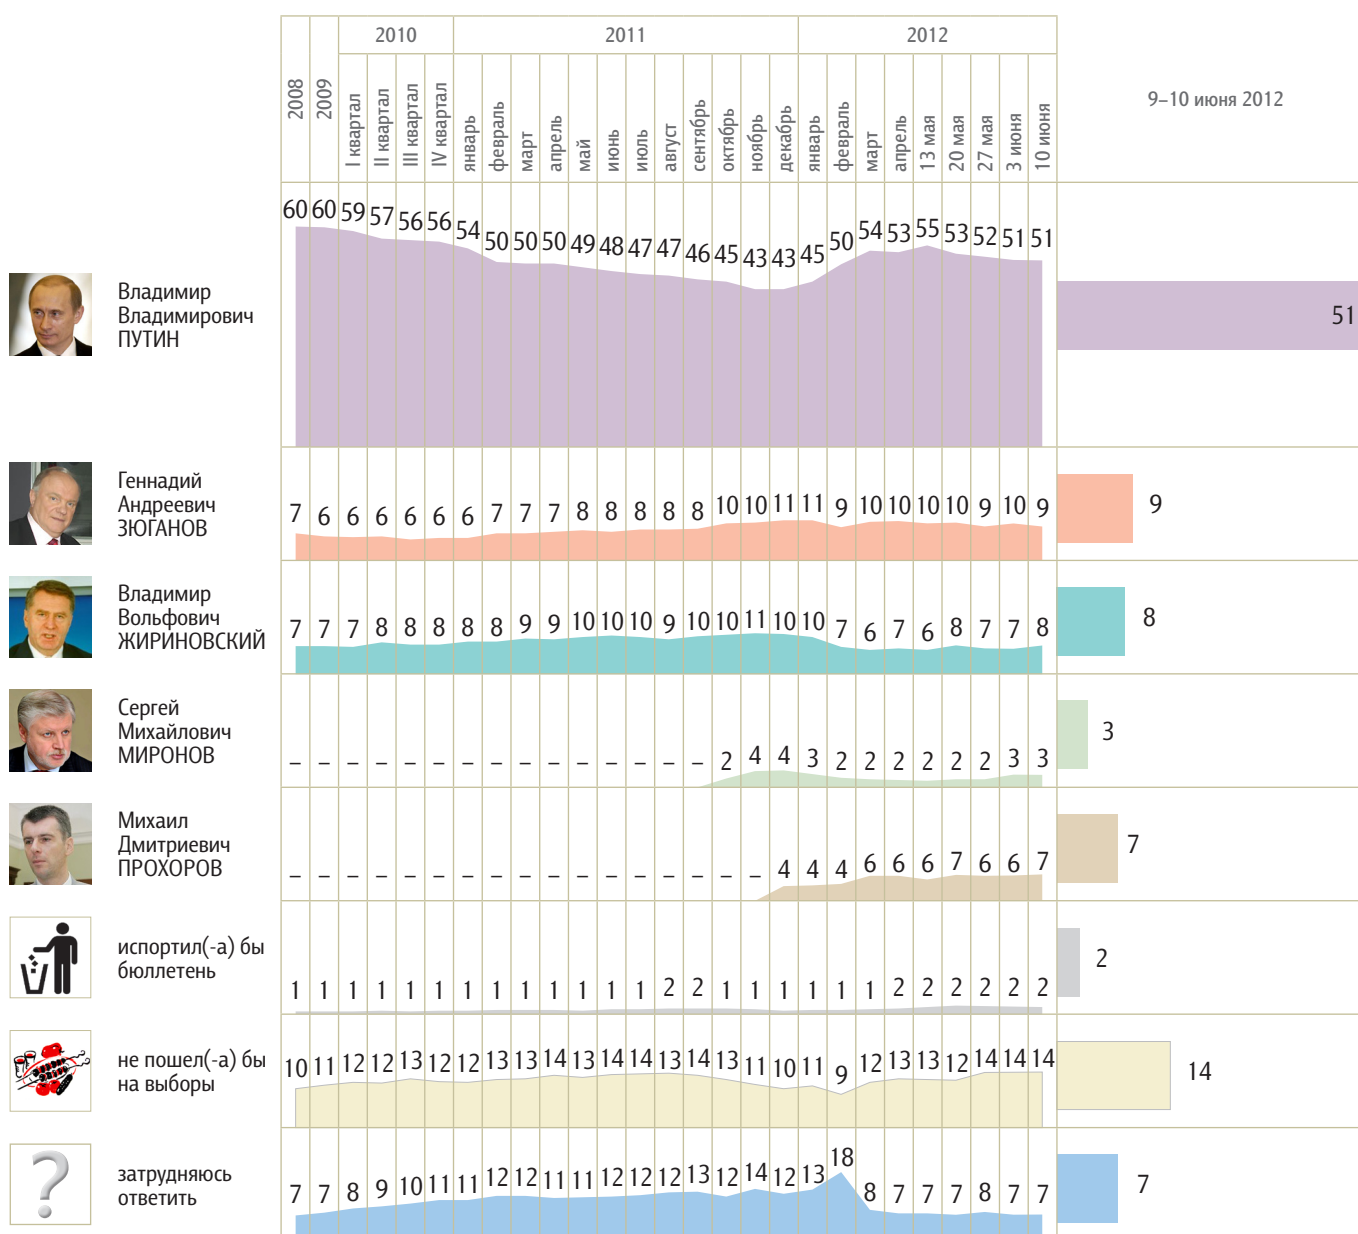 2010 2011 2012
2008 2009 I квартал II квартал III квартал IV квартал январь февраль март апрель май июнь июль август сентябрь октябрь ноябрь декабрь январь февраль март апрель 13 мая 20 мая 27 мая 3 июня 10 июня
9–10 июня 2012
60 60 59 57 56 56 54 50 50 50 49 48 47 47 46 45 43 43 45 50 54 53 55 53 52 51 51
Владимир
Владимирович
ПУТИН
51
Геннадий
Андреевич
ЗЮГАНОВ
7 6 6 6 6 6 6 7 7 7 8 8 8 8 8 10 10 11 11 9 10 10 10 10 9 10 9
9
Владимир
Вольфович
ЖИРИНОВСКИЙ
7 7 7 8 8 8 8 8 9 9 10 10 10 9 10 10 11 10 10 7 6 7 6 8 7 7 8
8
Сергей
Михайлович
МИРОНОВ
– – – – – – – – – – – – – – – 2 4 4 3 2 2 2 2 2 2 3 3
3
Михаил
Дмитриевич
ПРОХОРОВ
– – – – – – – – – – – – – – – – – 4 4 4 6 6 6 7 6 6 7
7
испортил(-а) бы
бюллетень
1 1 1 1 1 1 1 1 1 1 1 1 1 2 2 1 1 1 1 1 1 2 2 2 2 2 2
2
не пошел(-а) бы
на выборы
10 11 12 12 13 12 12 13 13 14 13 14 14 13 14 13 11 10 11 9 12 13 13 12 14 14 14
14
?
затрудняюсь
ответить
7 7 8 9 10 11 11 12 12 11 11 12 12 12 13 12 14 12 13 18 8 7 7 7 8 7 7
7